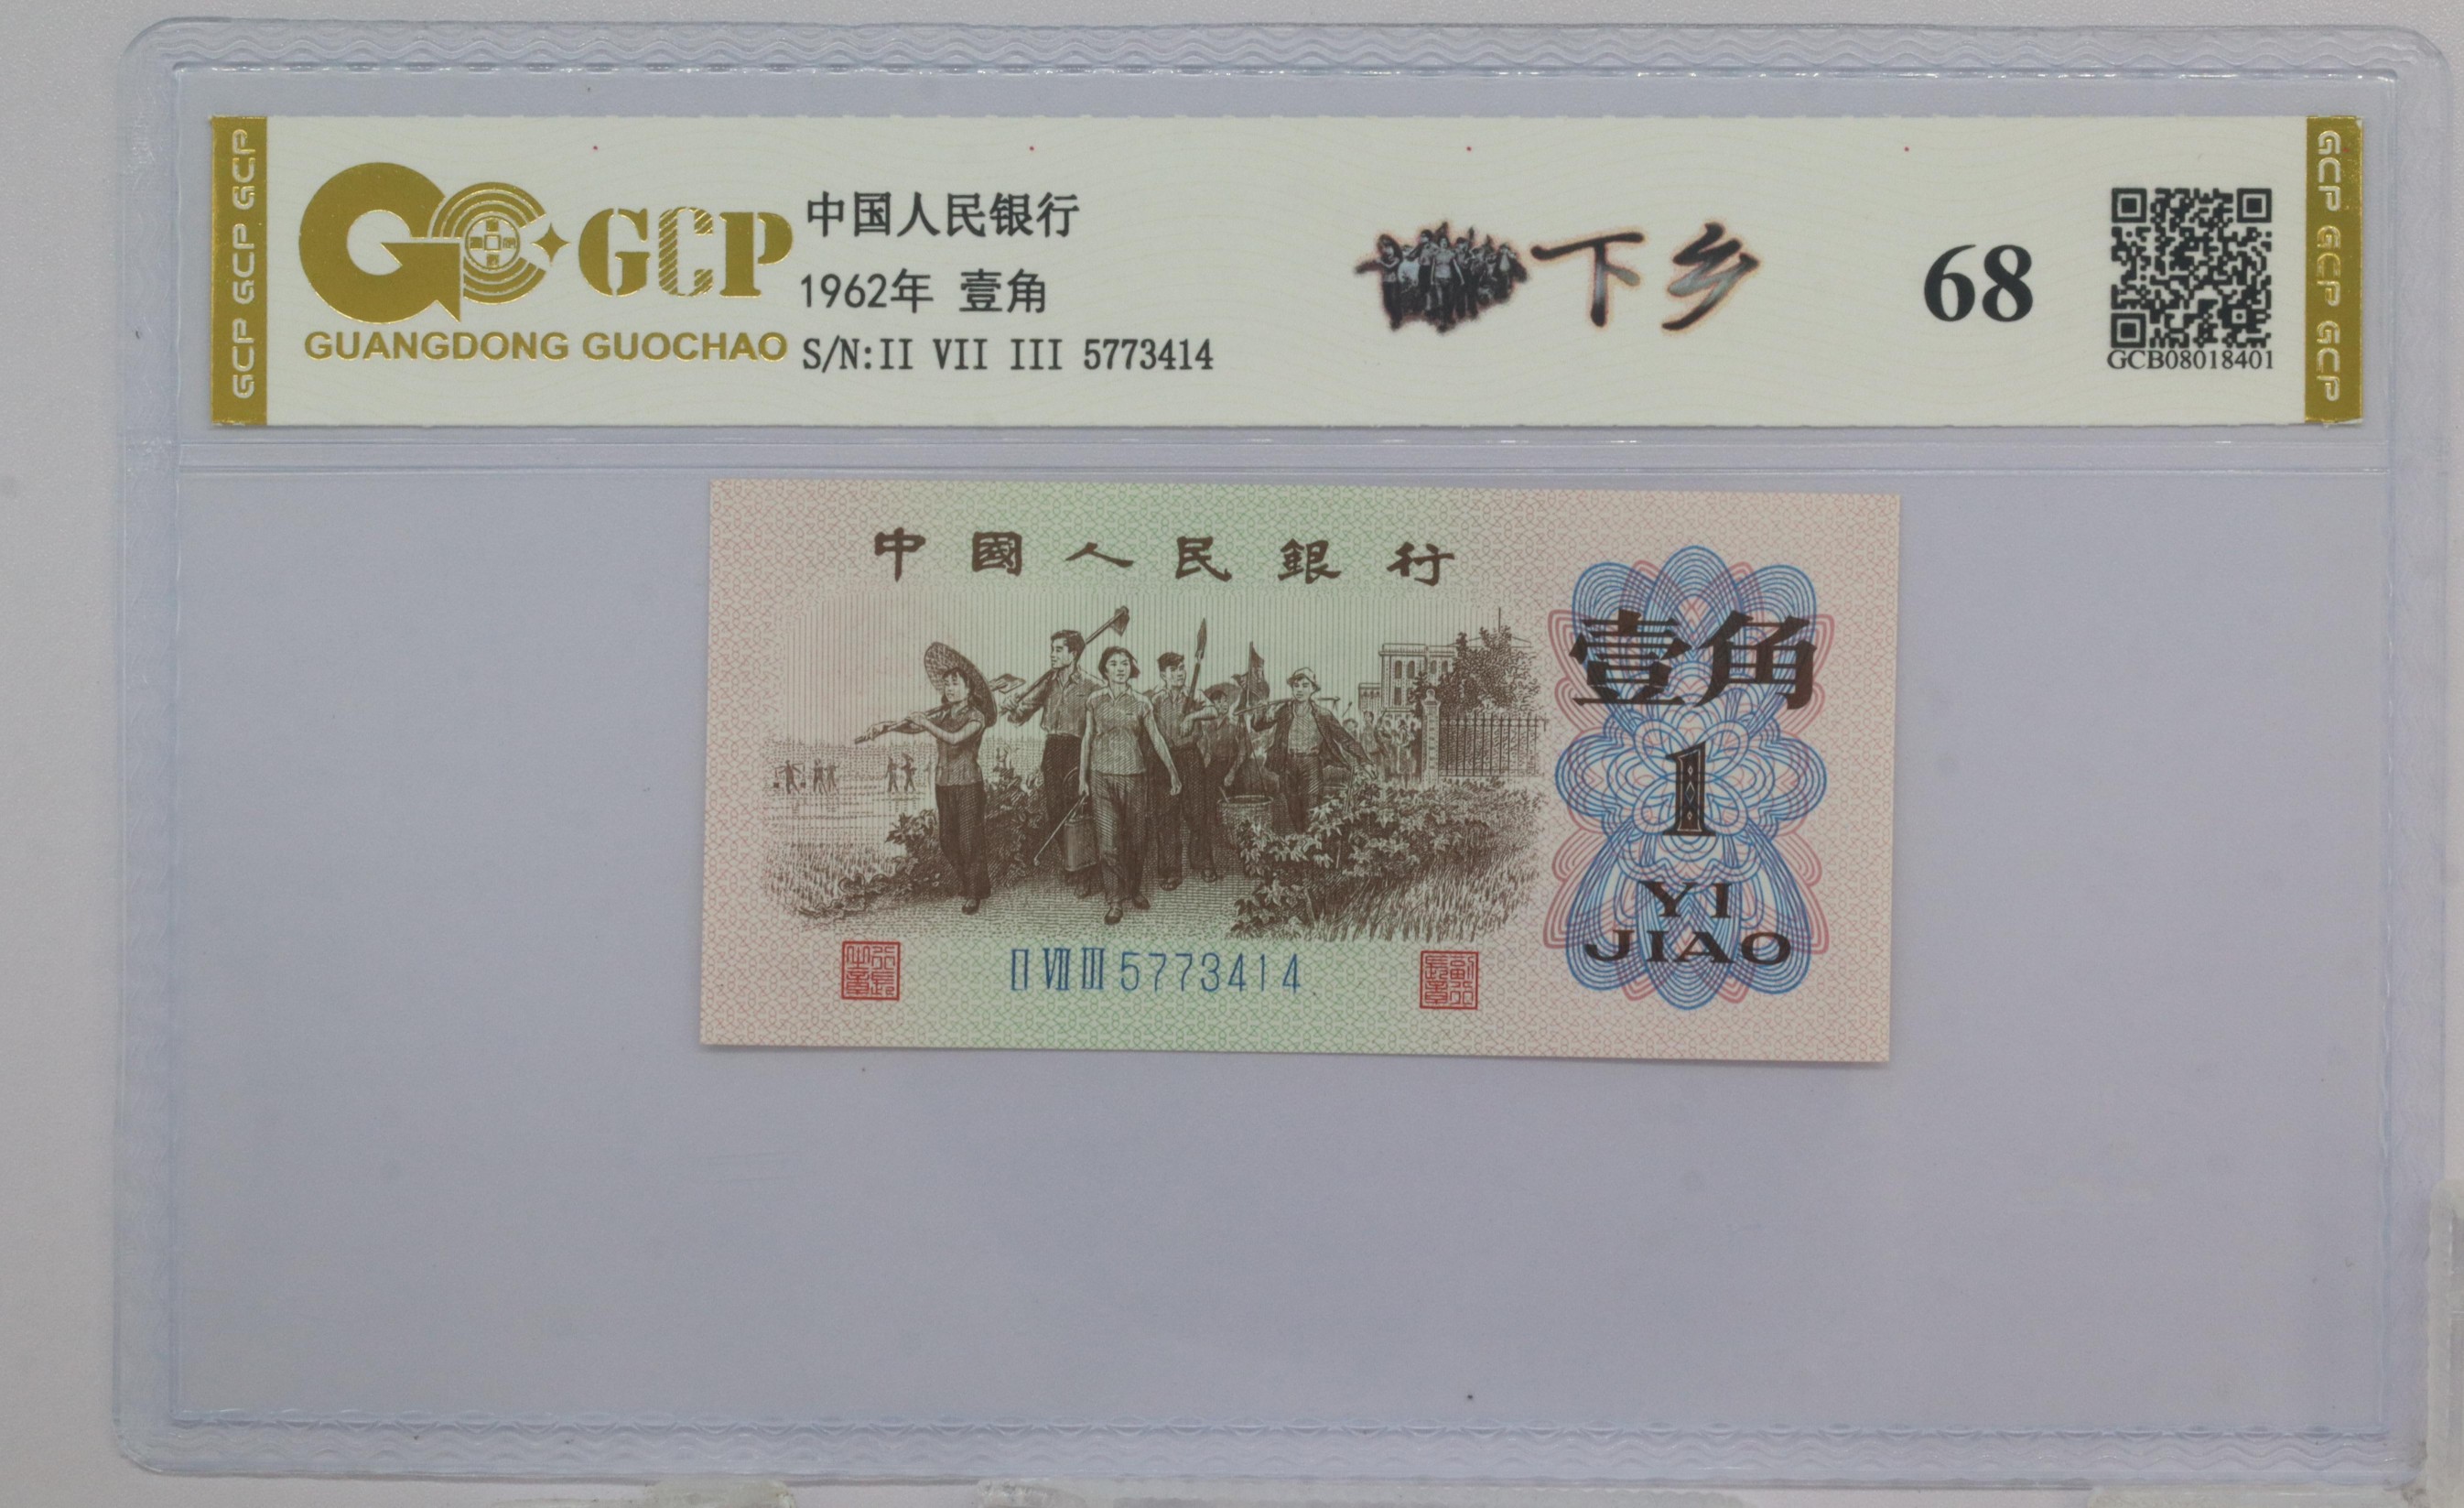 GCP GCP GCP
GCP
GUANGDONG GUOCHAO
中国人民银行
1962年 壹角
S/N:II VII III 5773414
下乡
68
GCB08018401
GCP GCP GCP
中國人民銀行
壹角
1
YI
JIAO
II VII III 5773414